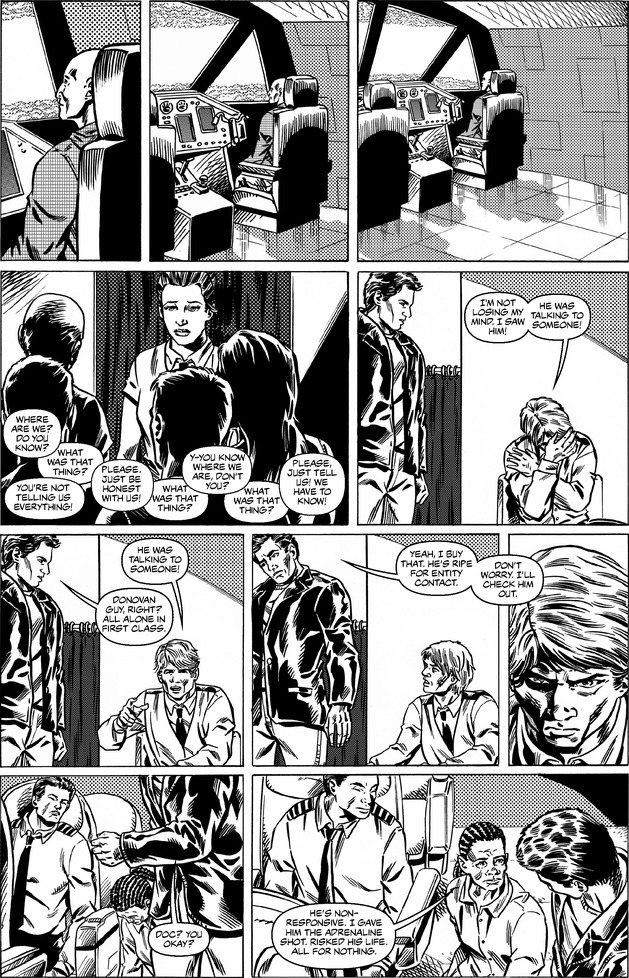 WHERE
ARE WE?
DO YOU
KNOW?
WHAT
WAS THAT
THING?
YOU'RE NOT
TELLING US
EVERYTHING!
PLEASE.
JUST BE
HONEST
WITH US!
Y-YOU KNOW
WHERE WE
ARE, DON'T
YOU?
WHAT
WAS THAT
THING?
WHAT
WAS THAT
THING?
PLEASE,
JUST TELL
US! WE
HAVE TO
KNOW!
I'M NOT
LOSING MY
MIND. I SAW
HIM!
HE WAS
TALKING TO
SOMEONE!
HE WAS
TALKING TO
SOMEONE!
DONOVAN
GUY, RIGHT?
ALL ALONE IN
FIRST CLASS.
YEAH, I BUY
THAT. HE'S RIPE
FOR ENTITY
CONTACT.
DON'T
WORRY. I'LL
CHECK HIM
OUT.
DOC? YOU
OKAY?
HE'S NON-
RESPONSIVE. I GAVE
HIM THE ADRENALINE
SHOT. RISKED HIS LIFE.
ALL FOR NOTHING.